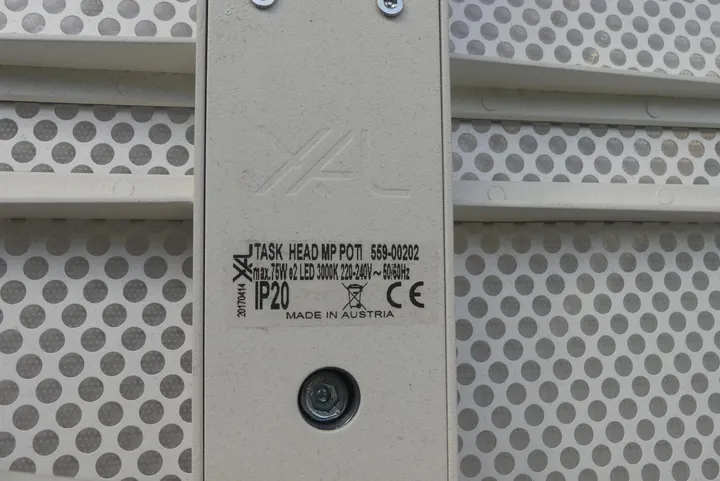 XAL
XAL
TASK HEAD MP POTI 559-00202
max.75W e2 LED 3000K 220-240V ~ 50/60Hz
20170414
IP20
CE
MADE IN AUSTRIA